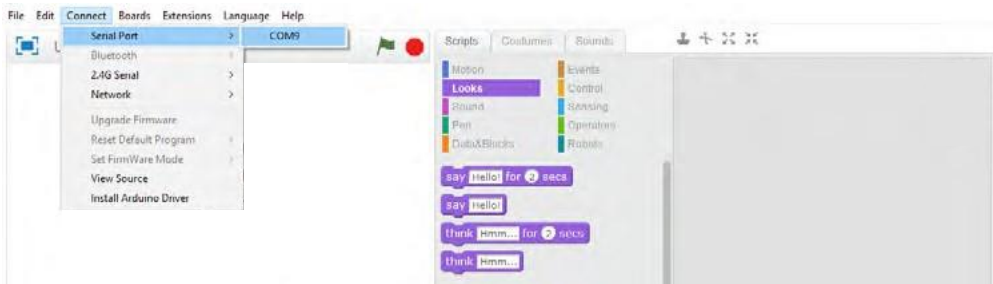 File Edit Connect Boards Extensions Language Help
Serial Port > COM9
Bluetooth >
2.4G Serial >
Network >
Upgrade Firmware
Reset Default Program >
Set FirmWare Mode >
View Source
Install Arduino Driver
U
Scripts Costumes Sounds
Motion Events
Looks Control
Sound Sensing
Pen Operators
Data&Blocks Robots
say Hello! for 2 secs
say Hello!
think Hmm... for 2 secs
think Hmm...